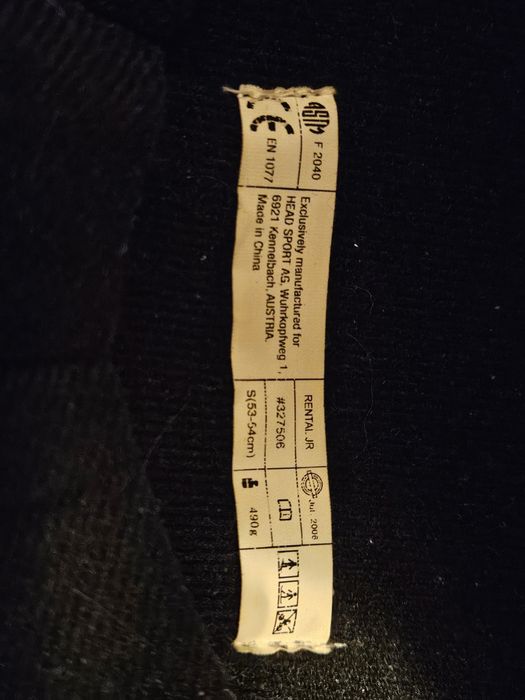 ASTM F 2040
CE EN 1077
Exclusively manufactured for
HEAD SPORT AG, Wuhrkopfweg 1,
6921 Kennelbach, AUSTRIA.
Made in China
RENTAL JR
#327506
S(53-54cm)
Jul. 2006
490g